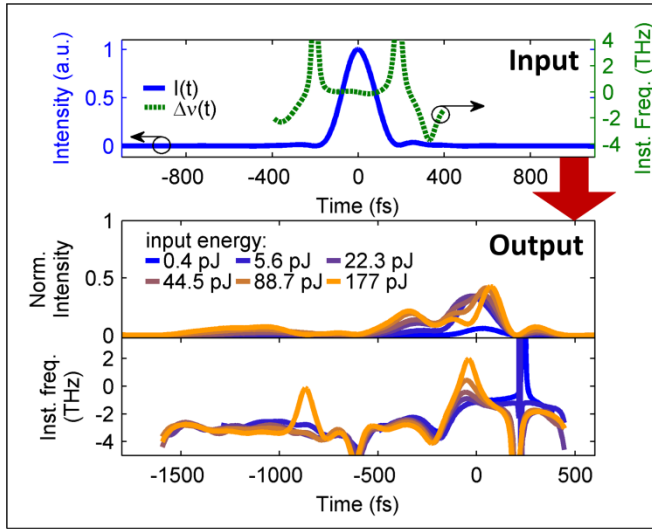 Input
Intensity (a.u.)
1
0.5
0
I(t)
Δν(t)
4
2
0
-2
-4
Inst. Freq. (THz)
-800
-400
0
400
800
Time (fs)
Output
input energy:
0.4 pJ 5.6 pJ 22.3 pJ
44.5 pJ 88.7 pJ 177 pJ
Norm.
Intensity
1
0.5
0
Inst. freq.
(THz)
2
0
-2
-4
-1500
-1000
-500
0
500
Time (fs)